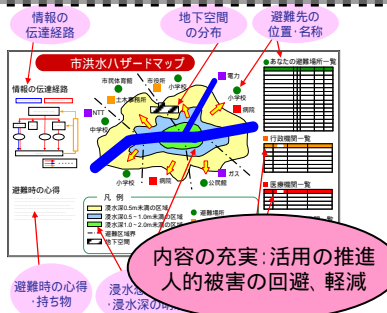 情報の
伝達経路
地下空間
の分布
避難先の
位置・名称
市洪水ハザードマップ
情報の伝達経路
市民体育館
市役所
小学校
電力
あなたの避難場所一覧
土木事務所
小学校
NTT
病院
中学校
行政機関一覧
小学校
病院
ガス
公民館
医療機関一覧
避難時の心得
凡 例
浸水深0.5m未満の区域
浸水深0.5-1.0m未満の区域
浸水深1.0-2.0mの区域
避難区域界
地下空間
避難場所
内容の充実:活用の推進
人的被害の回避、軽減
避難時の心得
・持ち物
・浸水深の明